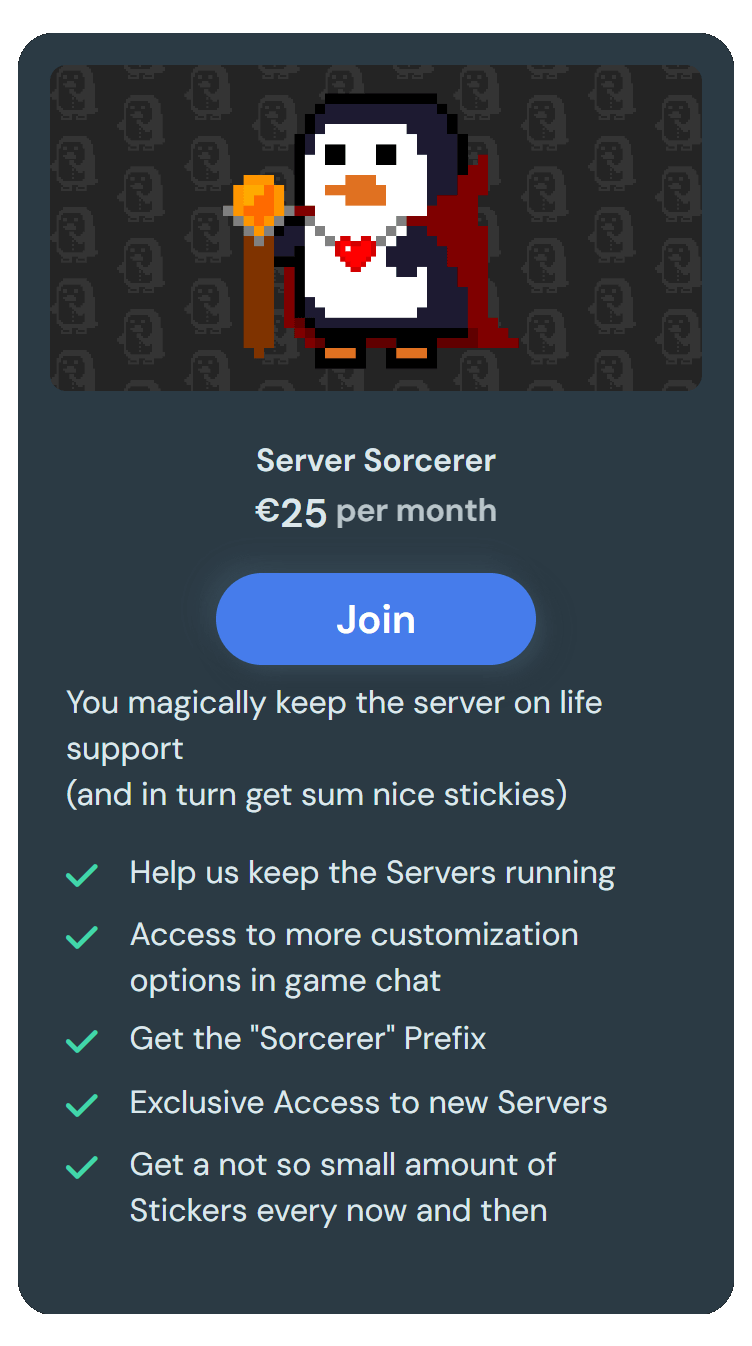 Server Sorcerer
€25 per month
Join
You magically keep the server on life
support
(and in turn get sum nice stickies)
Help us keep the Servers running
Access to more customization
options in game chat
Get the "Sorcerer" Prefix
Exclusive Access to new Servers
Get a not so small amount of
Stickers every now and then